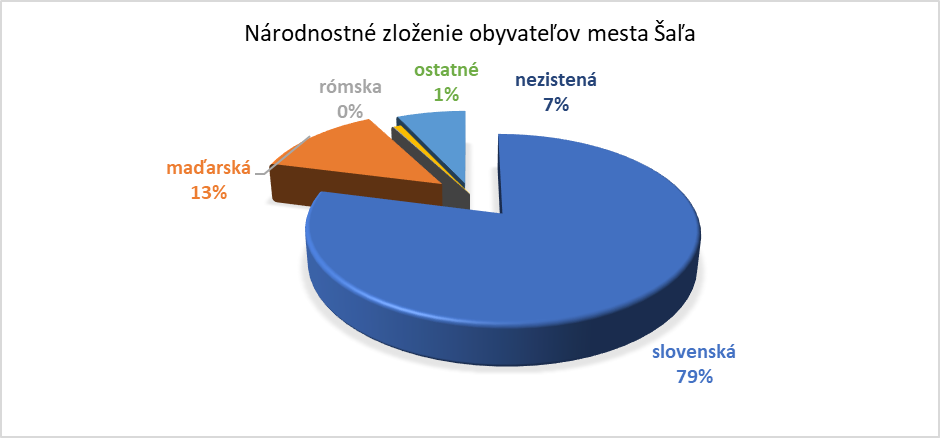 Národnostné zloženie obyvateľov mesta Šaľa
ostatné
1%
nezistená
7%
rómska
0%
maďarská
13%
slovenská
79%